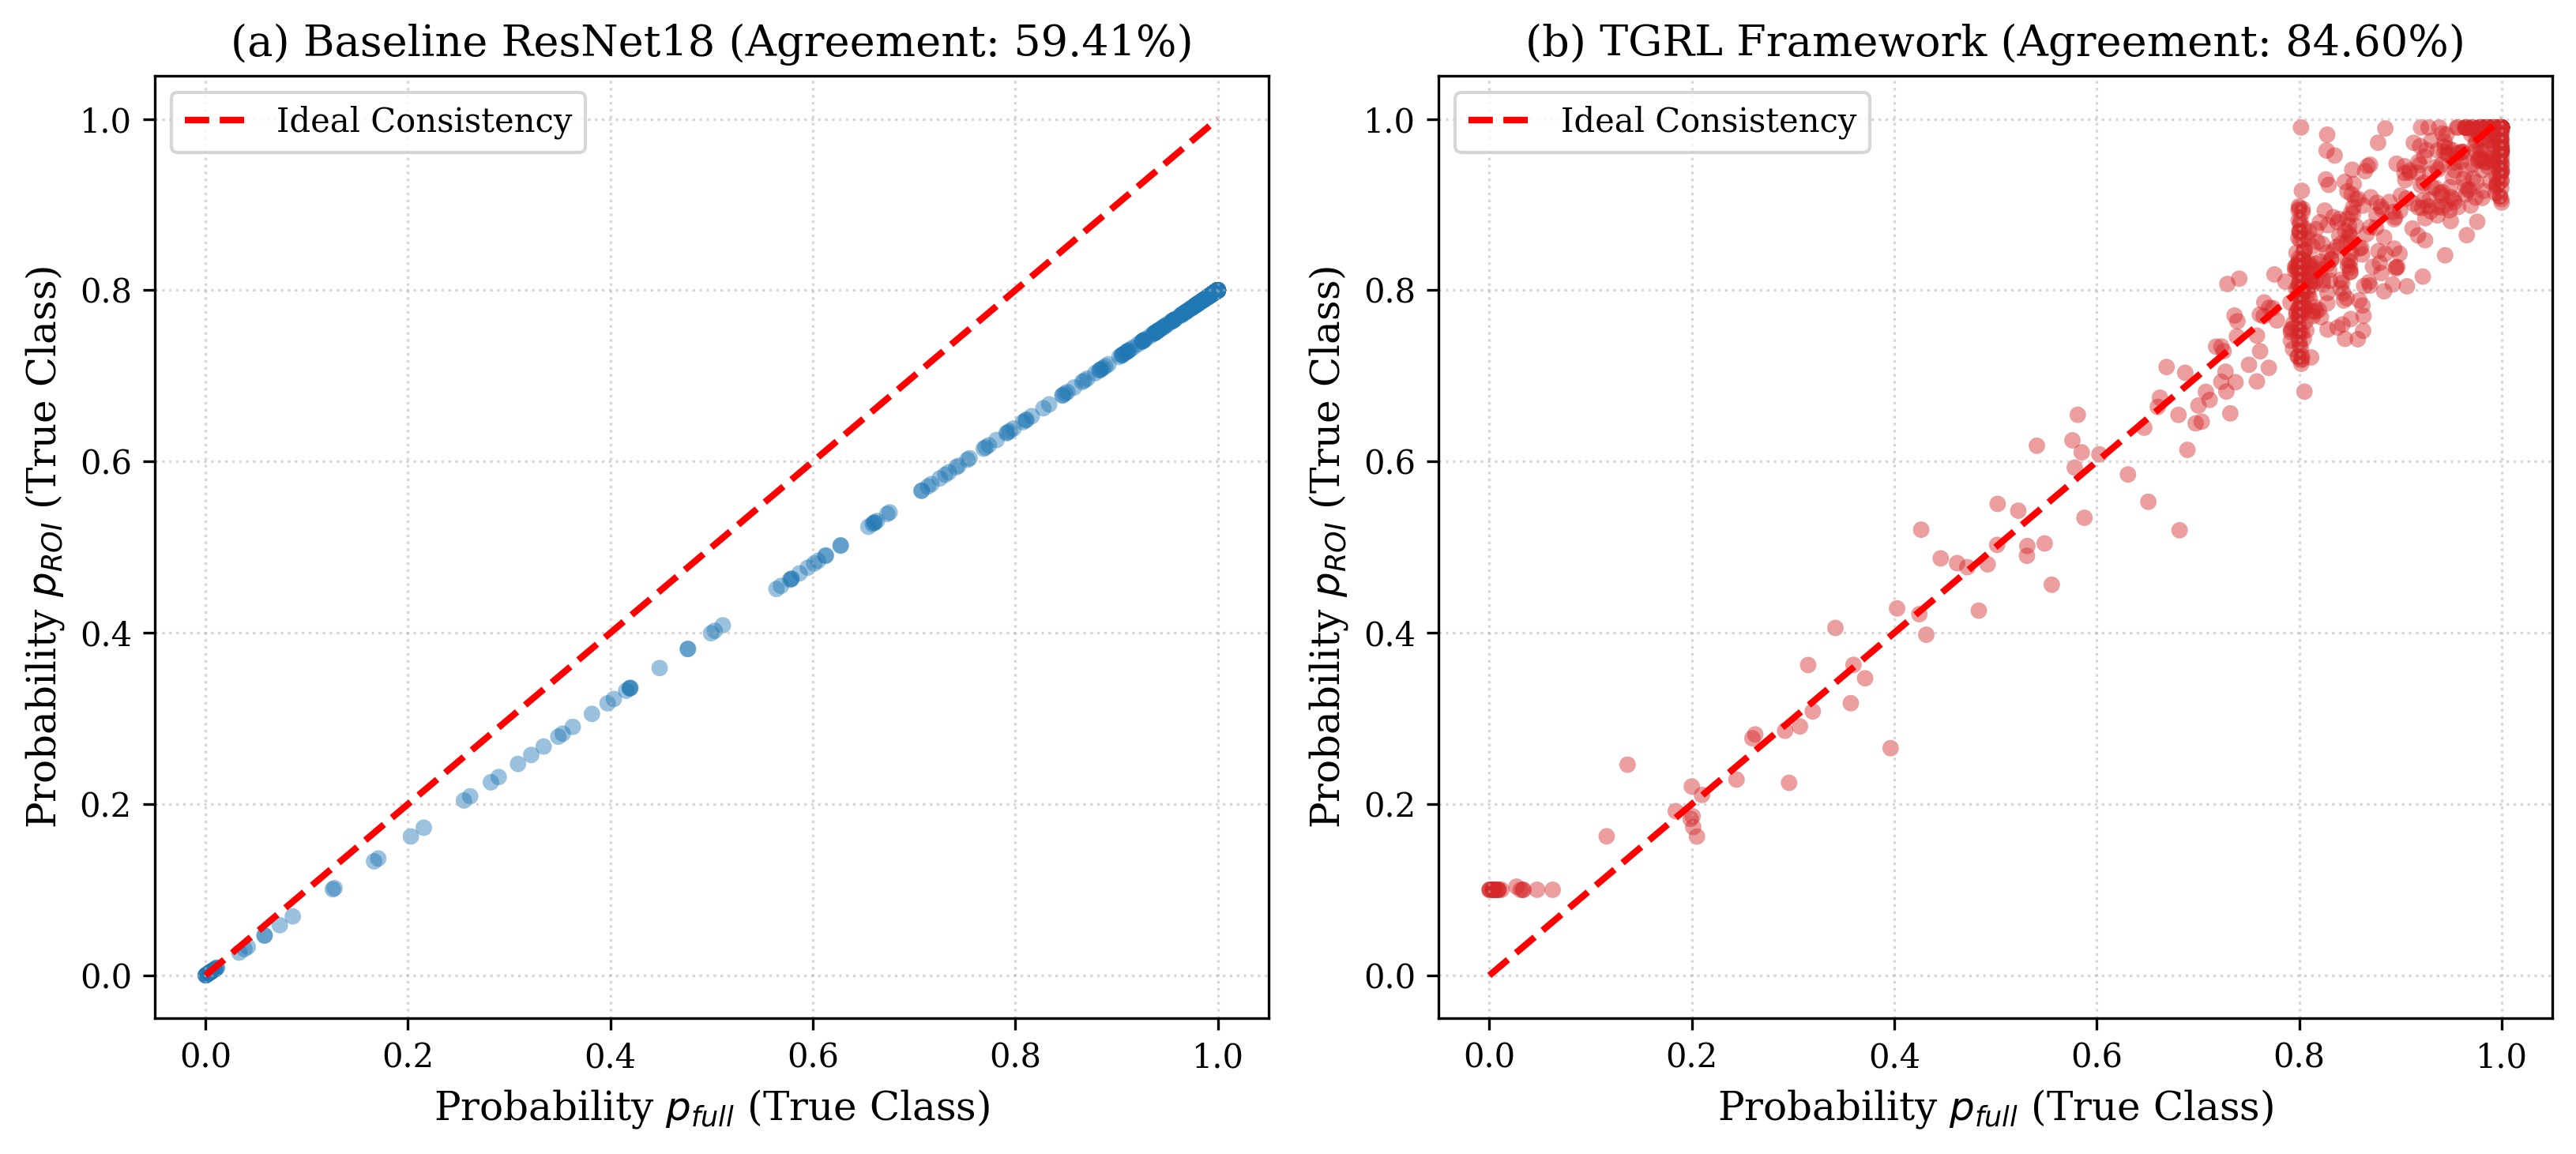 (a) Baseline ResNet18 (Agreement: 59.41%)
Ideal Consistency
Probability p_ROI (True Class)
1.0
0.8
0.6
0.4
0.2
0.0
0.0 0.2 0.4 0.6 0.8 1.0
Probability p_full (True Class)
(b) TGRL Framework (Agreement: 84.60%)
Ideal Consistency
Probability p_ROI (True Class)
1.0
0.8
0.6
0.4
0.2
0.0
0.0 0.2 0.4 0.6 0.8 1.0
Probability p_full (True Class)